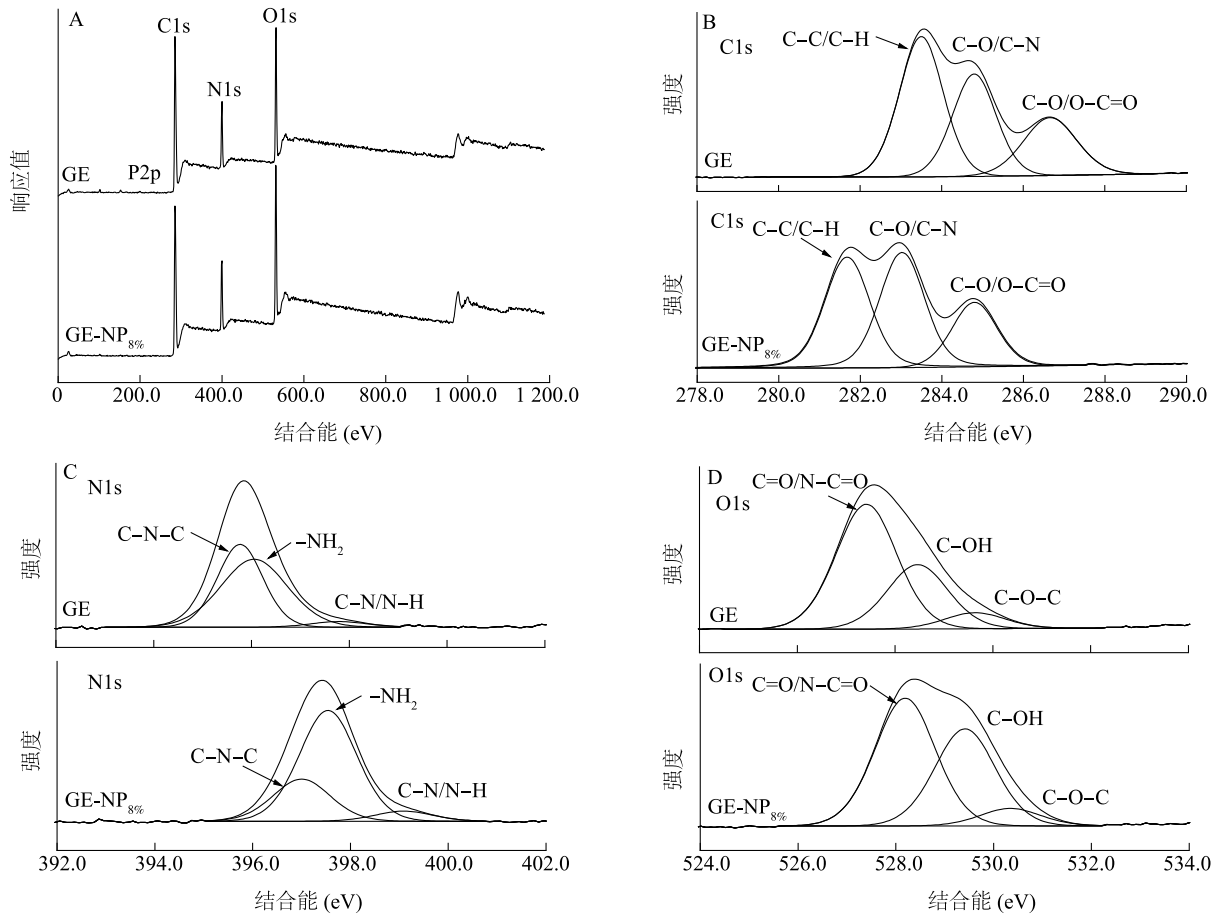 A
C1s
O1s
N1s
GE
P2p
GE-NP8%
响应值
0 200.0 400.0 600.0 800.0 1 000.0 1 200.0
结合能 (eV)
B
C1s
C−C/C−H
C−O/C−N
C−O/O−C=O
GE
强度
C1s
C−C/C−H
C−O/C−N
C−O/O−C=O
GE-NP8%
强度
278.0 280.0 282.0 284.0 286.0 288.0 290.0
结合能 (eV)
C
N1s
C−N−C
−NH2
C−N/N−H
GE
强度
N1s
−NH2
C−N−C
C−N/N−H
GE-NP8%
强度
392.0 394.0 396.0 398.0 400.0 402.0
结合能 (eV)
D
C=O/N−C=O
O1s
C−OH
C−O−C
GE
强度
O1s
C=O/N−C=O
C−OH
C−O−C
GE-NP8%
强度
524.0 526.0 528.0 530.0 532.0 534.0
结合能 (eV)